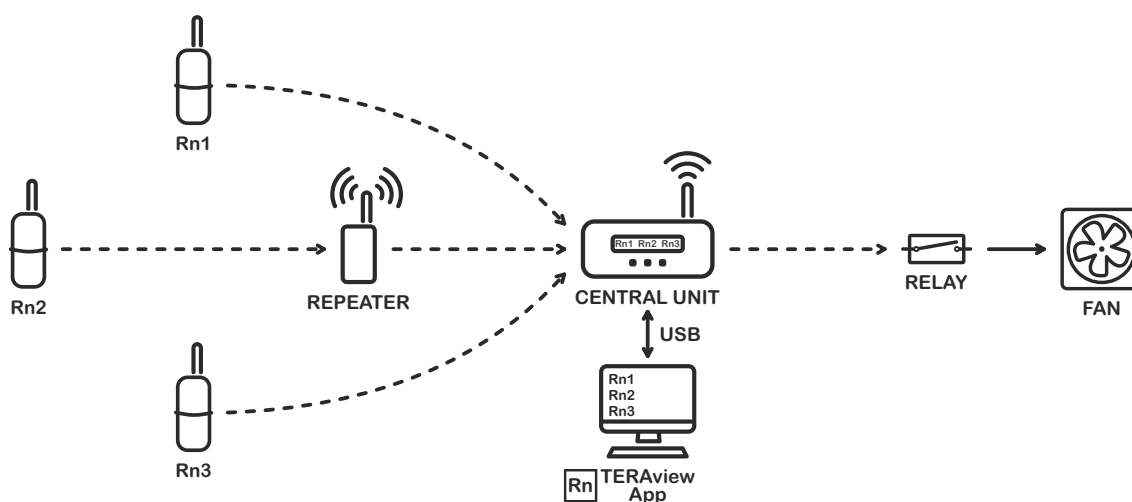 Rn1
Rn2
REPEATER
Rn1 Rn2 Rn3
CENTRAL UNIT
RELAY
FAN
USB
Rn1
Rn2
Rn3
Rn3
Rn TERAview
App